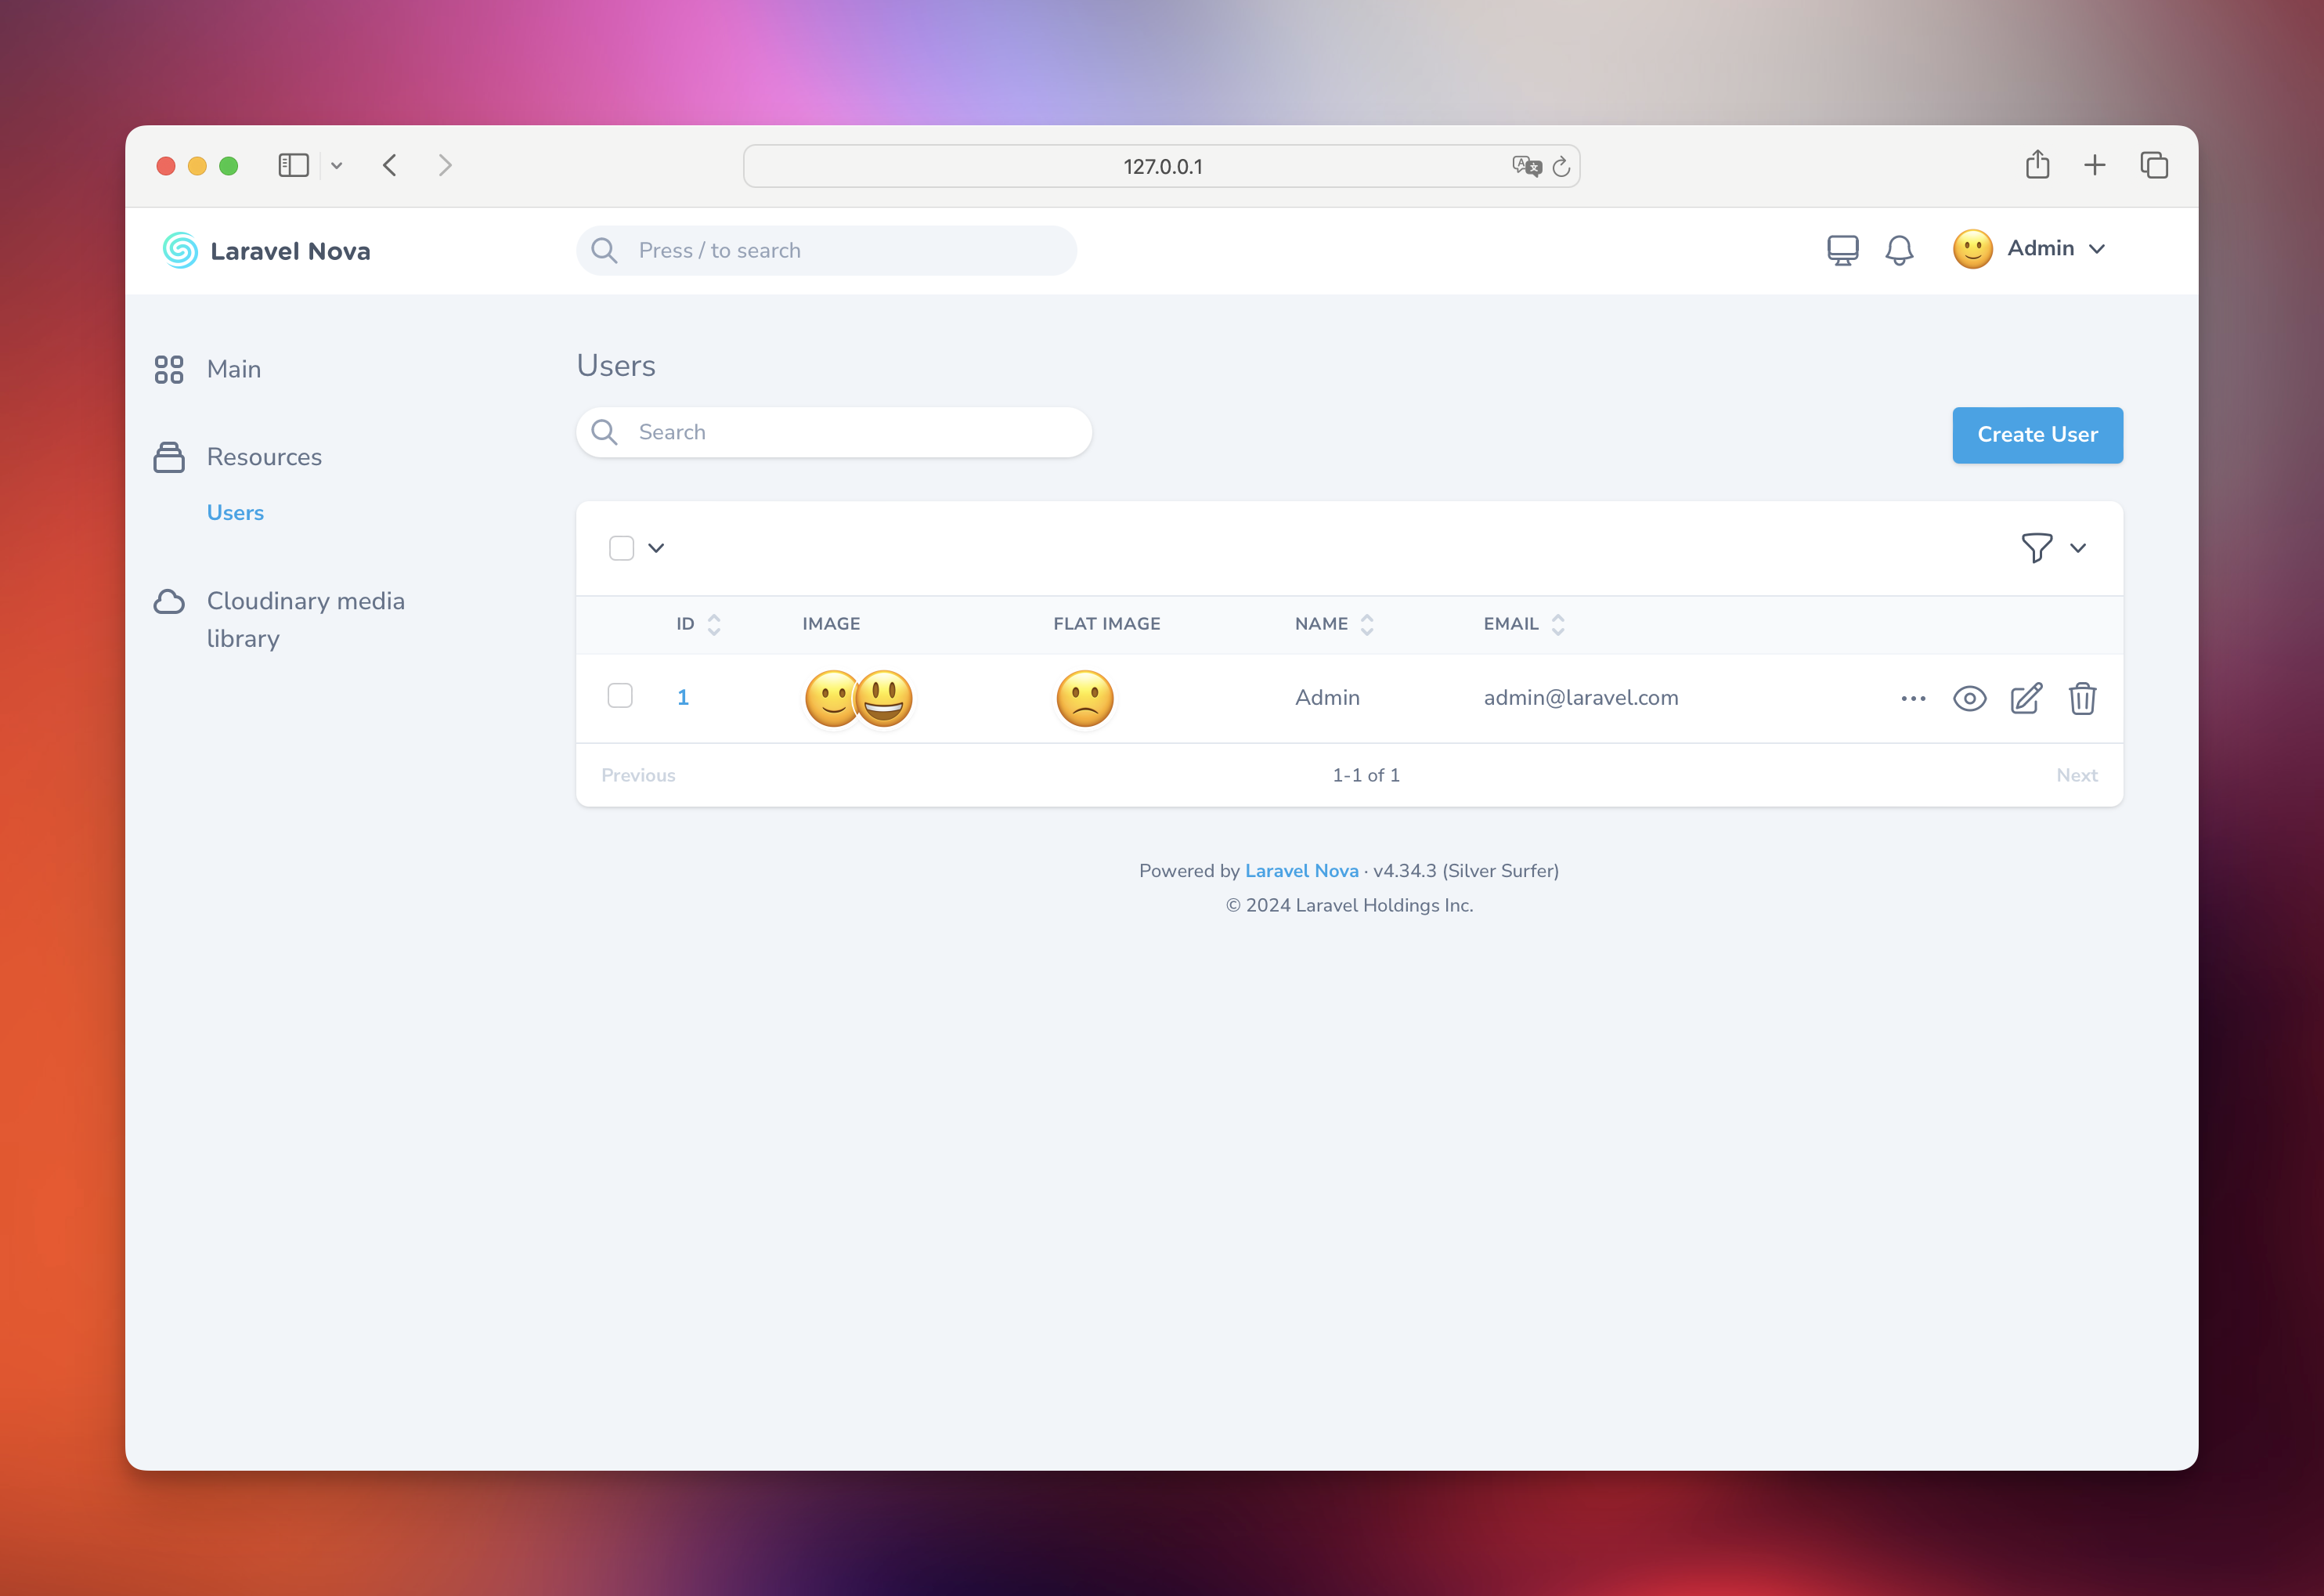 127.0.0.1
Laravel Nova
Press / to search
Admin
Main
Resources
Users
Cloudinary media
library
Users
Search
Create User
ID IMAGE FLAT IMAGE NAME EMAIL
1 Admin admin@laravel.com
Previous 1-1 of 1 Next
Powered by Laravel Nova · v4.34.3 (Silver Surfer)
© 2024 Laravel Holdings Inc.